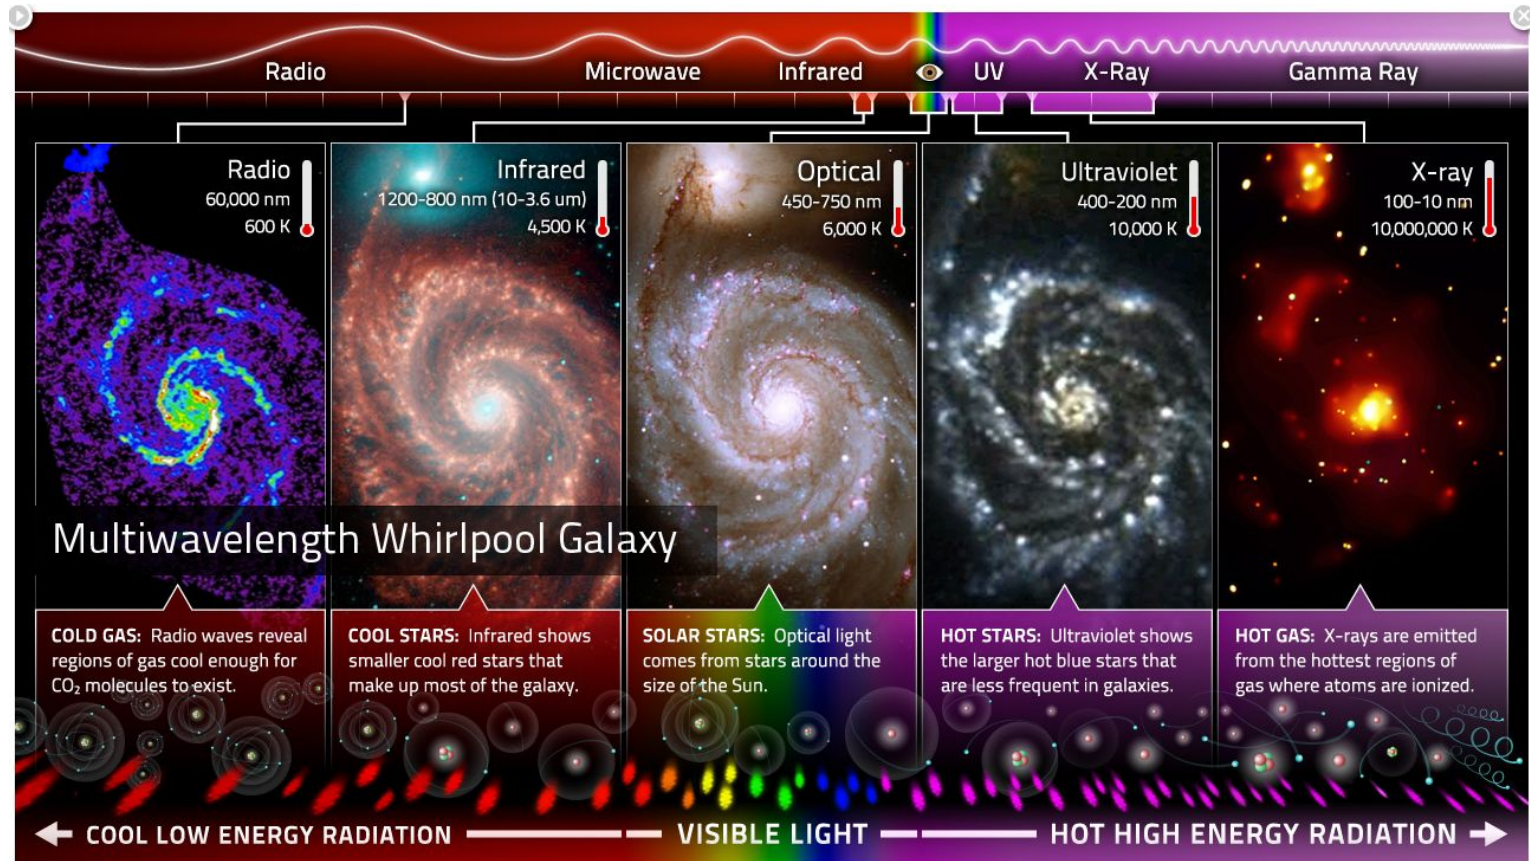 Radio
Microwave
Infrared
UV
X-Ray
Gamma Ray
Radio
60,000 nm
600 K
Infrared
1200-800 nm (10-3.6 um)
4,500 K
Optical
450-750 nm
6,000 K
Ultraviolet
400-200 nm
10,000 K
X-ray
100-10 nm
10,000,000 K
Multiwavelength Whirlpool Galaxy
COLD GAS: Radio waves reveal
regions of gas cool enough for
CO₂ molecules to exist.
COOL STARS: Infrared shows
smaller cool red stars that
make up most of the galaxy.
SOLAR STARS: Optical light
comes from stars around the
size of the Sun.
HOT STARS: Ultraviolet shows
the larger hot blue stars that
are less frequent in galaxies.
HOT GAS: X-rays are emitted
from the hottest regions of
gas where atoms are ionized.
COOL LOW ENERGY RADIATION
VISIBLE LIGHT
HOT HIGH ENERGY RADIATION